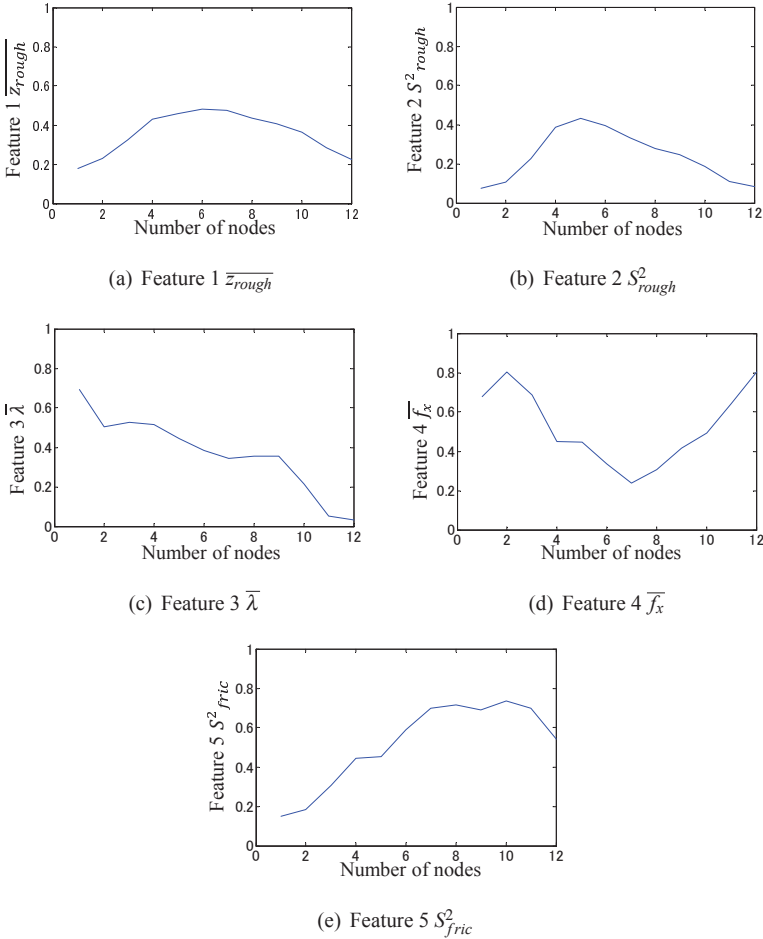 1
0.8
0.6
0.4
0.2
0
0 2 4 6 8 10 12
Feature 1 z̅_rough
Number of nodes
(a) Feature 1 z̅_rough
1
0.8
0.6
0.4
0.2
0
0 2 4 6 8 10 12
Feature 2 S²rough
Number of nodes
(b) Feature 2 S²rough
1
0.8
0.6
0.4
0.2
0
0 2 4 6 8 10 12
Feature 3 λ̅
Number of nodes
(c) Feature 3 λ̅
1
0.8
0.6
0.4
0.2
0
0 2 4 6 8 10 12
Feature 4 f̅ₓ
Number of nodes
(d) Feature 4 f̅ₓ
1
0.8
0.6
0.4
0.2
0
0 2 4 6 8 10 12
Feature 5 S²fric
Number of nodes
(e) Feature 5 S²fric